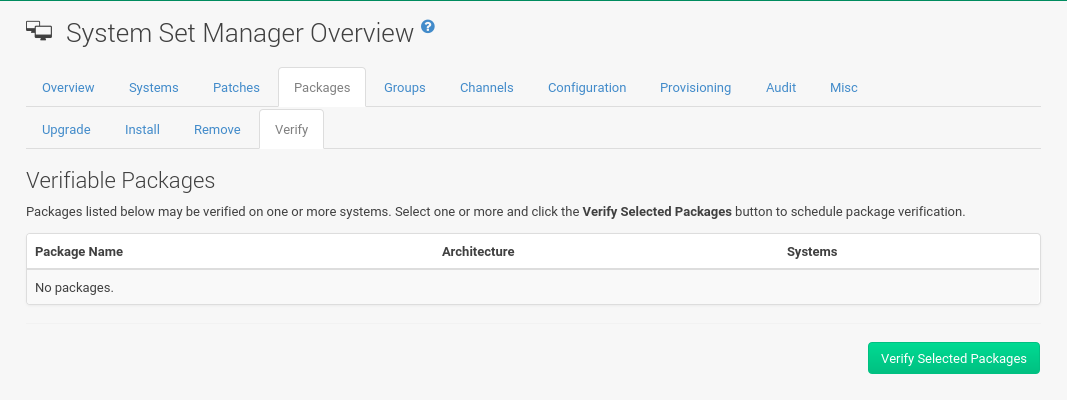 System Set Manager Overview ?
Overview Systems Patches Packages Groups Channels Configuration Provisioning Audit Misc
Upgrade Install Remove Verify
Verifiable Packages
Packages listed below may be verified on one or more systems. Select one or more and click the Verify Selected Packages button to schedule package verification.
Package Name Architecture Systems
No packages.
Verify Selected Packages